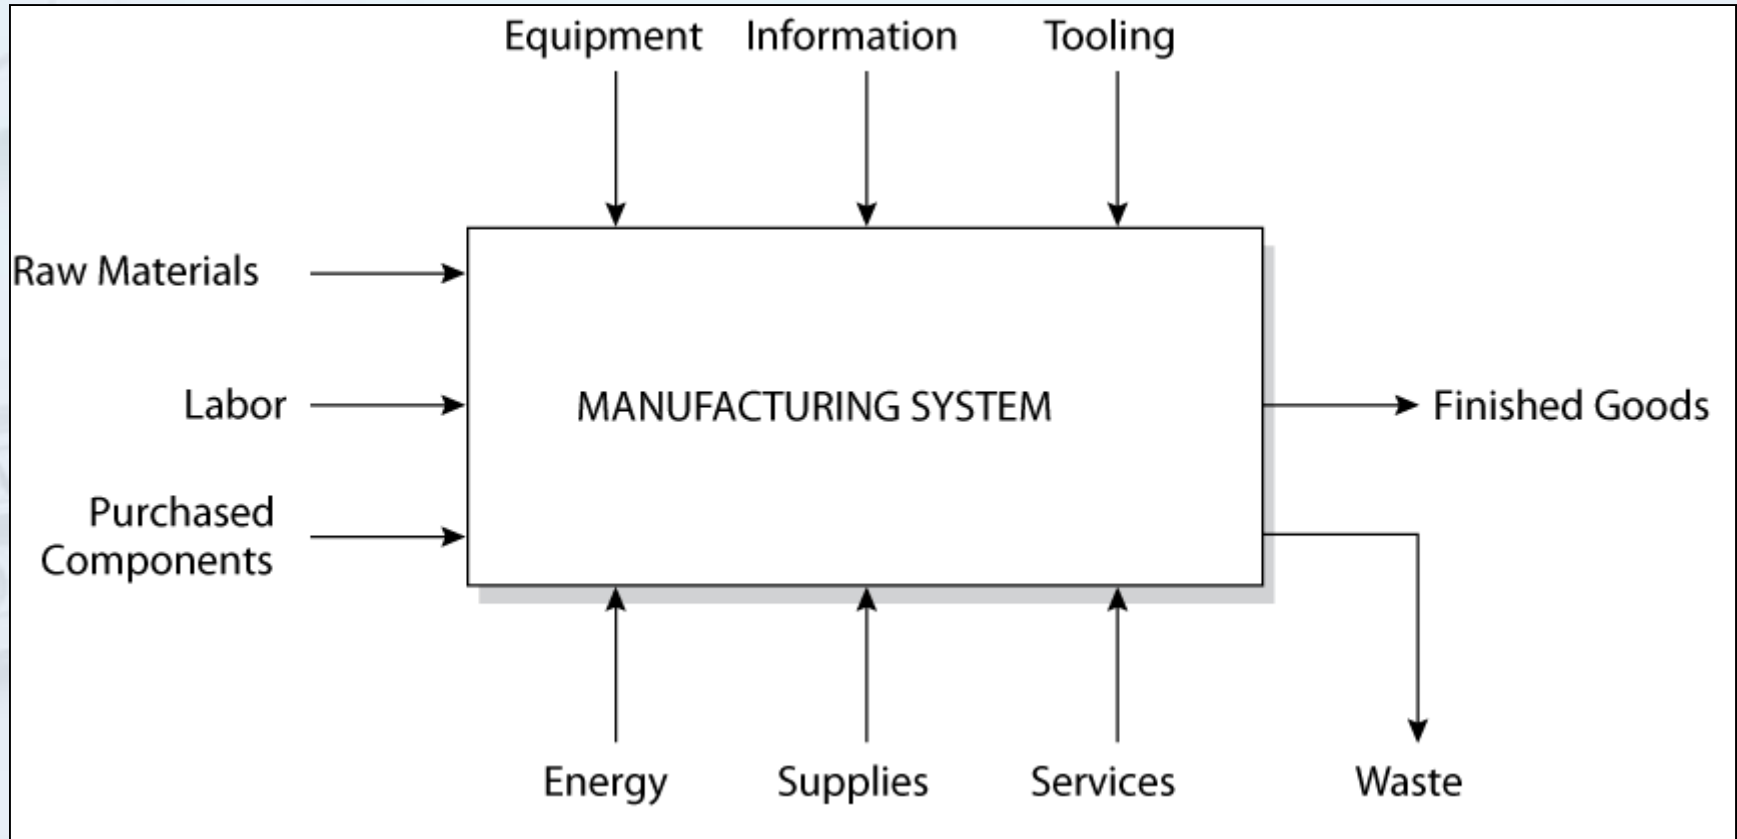 Equipment Information Tooling
Raw Materials
Labor
MANUFACTURING SYSTEM
Finished Goods
Purchased
Components
Energy
Supplies
Services
Waste